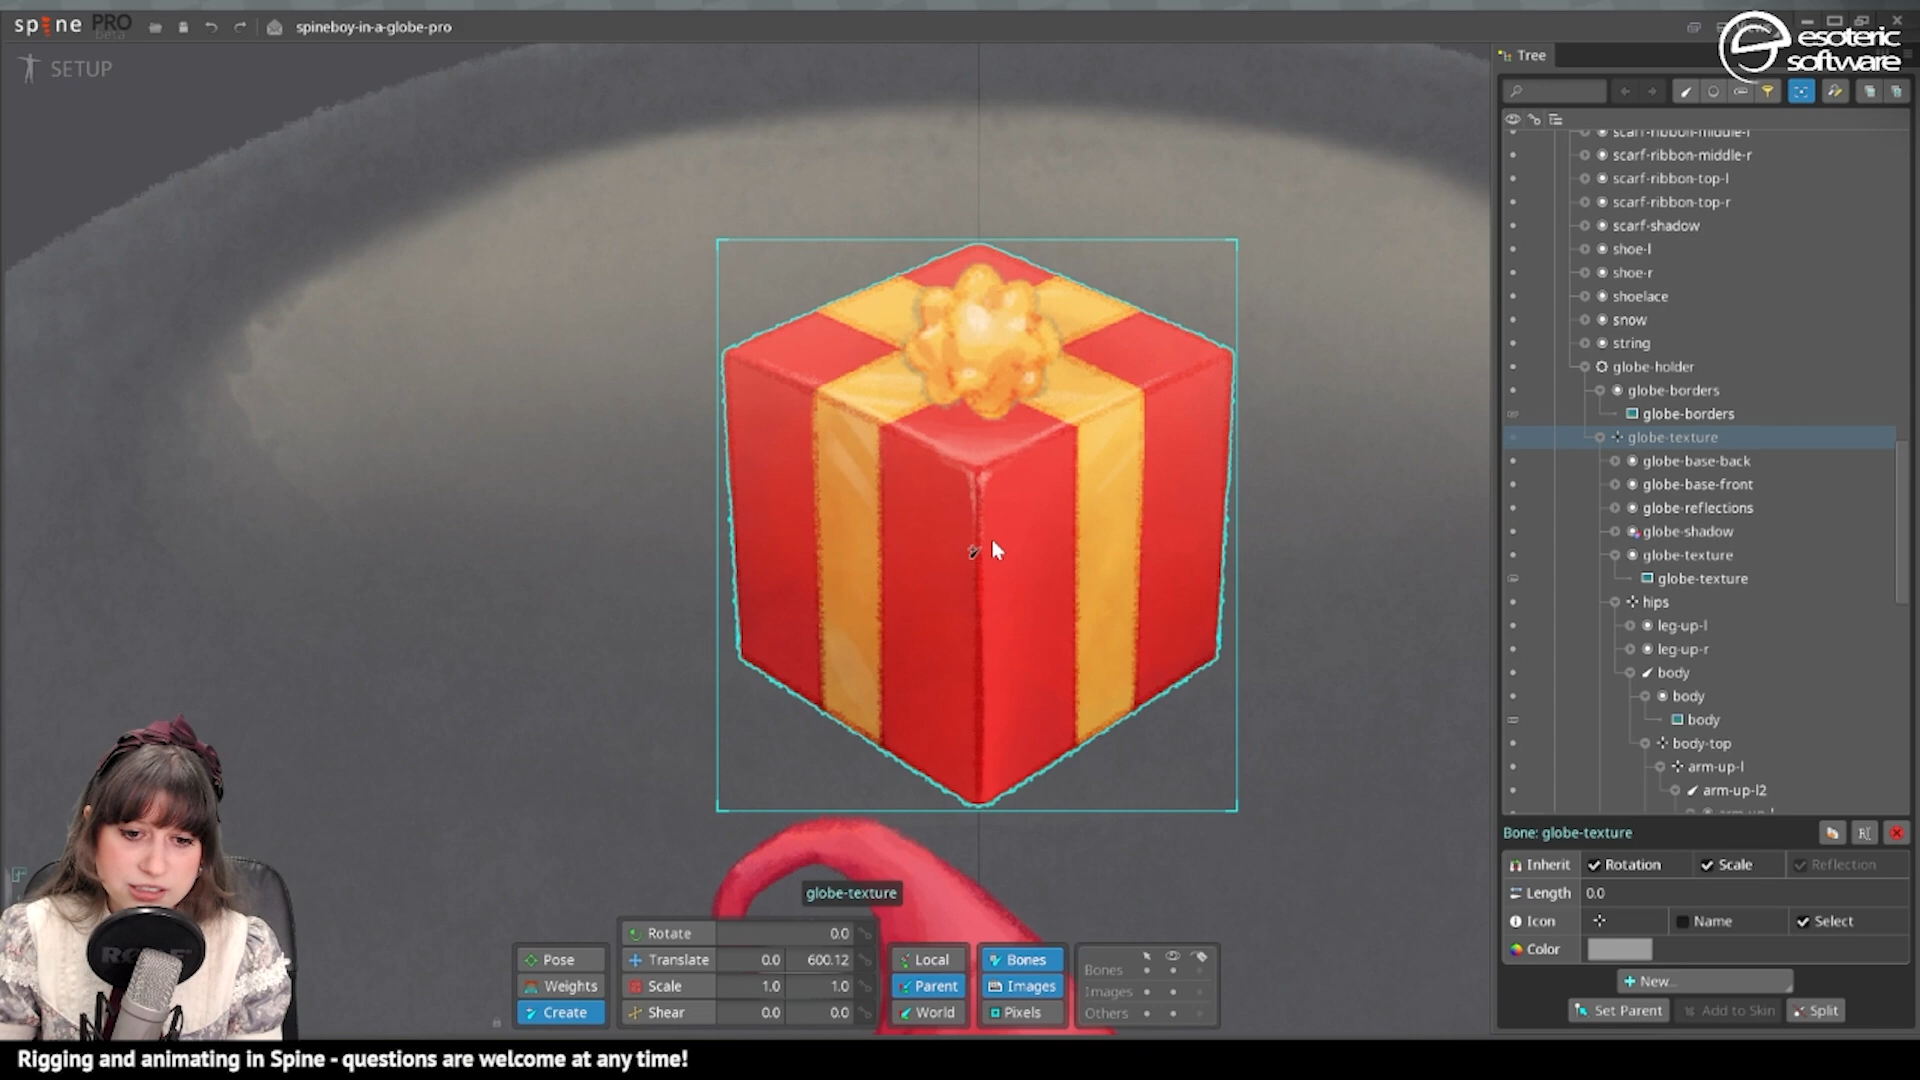 spine PRO
beta
spineboy-in-a-globe-pro
esoteric
software
SETUP
Tree
scarf-ribbon-middle-l
scarf-ribbon-middle-r
scarf-ribbon-top-l
scarf-ribbon-top-r
scarf-shadow
shoe-l
shoe-r
shoelace
snow
string
globe-holder
globe-borders
globe-borders
globe-texture
globe-base-back
globe-base-front
globe-reflections
globe-shadow
globe-texture
globe-texture
hips
leg-up-l
leg-up-r
body
body
body
body-top
arm-up-l
arm-up-l2
Bone: globe-texture
Inherit Rotation Scale Reflection
Length 0.0
Icon Name Select
Color
New...
Set Parent Add to Skin Split
globe-texture
Pose
Weights
Create
Rotate 0.0
Translate 0.0 600.12
Scale 1.0 1.0
Shear 0.0 0.0
Local
Parent
World
Bones
Images
Pixels
Bones
Images
Others
RODE
Rigging and animating in Spine - questions are welcome at any time!